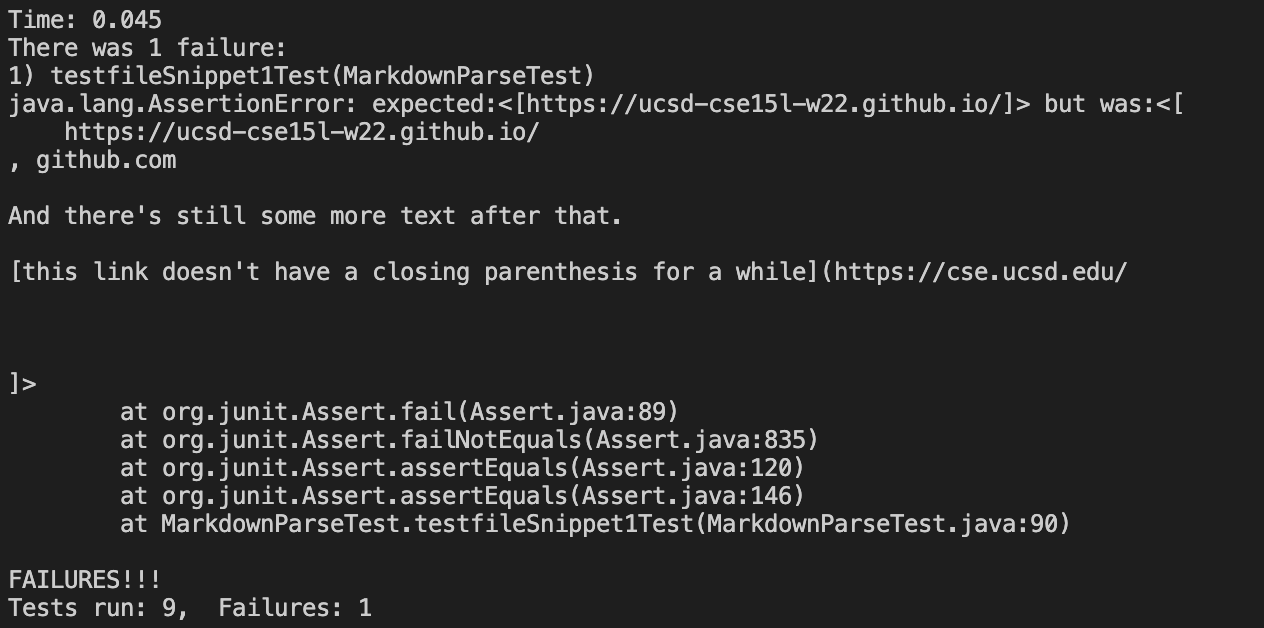 Time: 0.045
There was 1 failure:
1) testfileSnippet1Test(MarkdownParseTest)
java.lang.AssertionError: expected:<[https://ucsd-cse15l-w22.github.io/]> but was:<[
    https://ucsd-cse15l-w22.github.io/
, github.com
And there's still some more text after that.
[this link doesn't have a closing parenthesis for a while](https://cse.ucsd.edu/
]>
        at org.junit.Assert.fail(Assert.java:89)
        at org.junit.Assert.failNotEquals(Assert.java:835)
        at org.junit.Assert.assertEquals(Assert.java:120)
        at org.junit.Assert.assertEquals(Assert.java:146)
        at MarkdownParseTest.testfileSnippet1Test(MarkdownParseTest.java:90)
FAILURES!!!
Tests run: 9,  Failures: 1